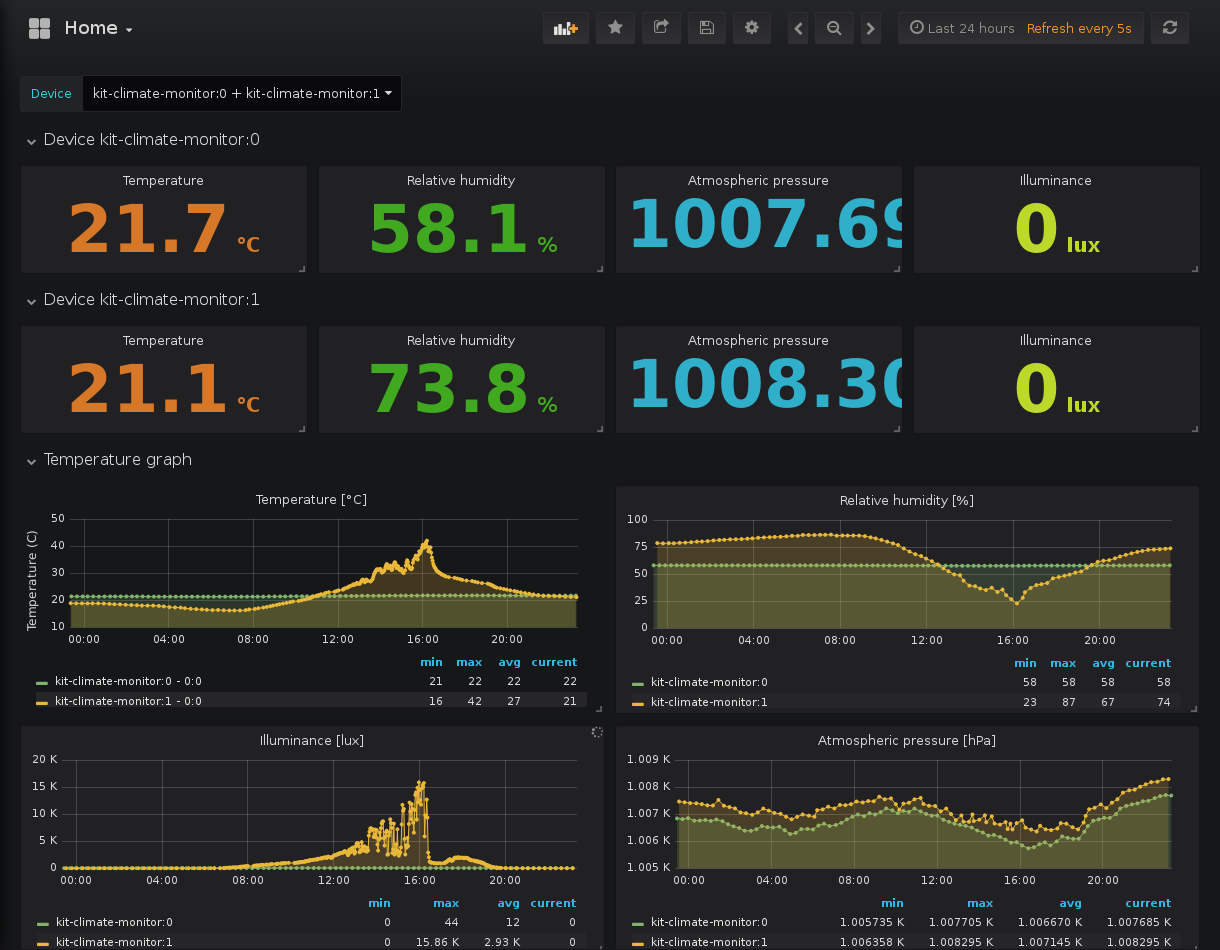 Home
Last 24 hours Refresh every 5s
Device kit-climate-monitor:0 + kit-climate-monitor:1
Device kit-climate-monitor:0
Temperature Relative humidity Atmospheric pressure Illuminance
21.7 °C 58.1 % 1007.69 0 lux
Device kit-climate-monitor:1
Temperature Relative humidity Atmospheric pressure Illuminance
21.1 °C 73.8 % 1008.30 0 lux
Temperature graph
Temperature [°C]
Temperature (C)
50
40
30
20
10
00:00 04:00 08:00 12:00 16:00 20:00
min max avg current
kit-climate-monitor:0 - 0:0 21 22 22 22
kit-climate-monitor:1 - 0:0 16 42 27 21
Relative humidity [%]
100
75
50
25
0
00:00 04:00 08:00 12:00 16:00 20:00
min max avg current
kit-climate-monitor:0 58 58 58 58
kit-climate-monitor:1 23 87 67 74
Illuminance [lux]
20 K
15 K
10 K
5 K
0
00:00 04:00 08:00 12:00 16:00 20:00
min max avg current
kit-climate-monitor:0 0 44 12 0
kit-climate-monitor:1 0 15.86 K 2.93 K 0
Atmospheric pressure [hPa]
1.009 K
1.008 K
1.007 K
1.006 K
1.005 K
00:00 04:00 08:00 12:00 16:00 20:00
min max avg current
kit-climate-monitor:0 1.005735 K 1.007705 K 1.006670 K 1.007685 K
kit-climate-monitor:1 1.006358 K 1.008295 K 1.007145 K 1.008295 K